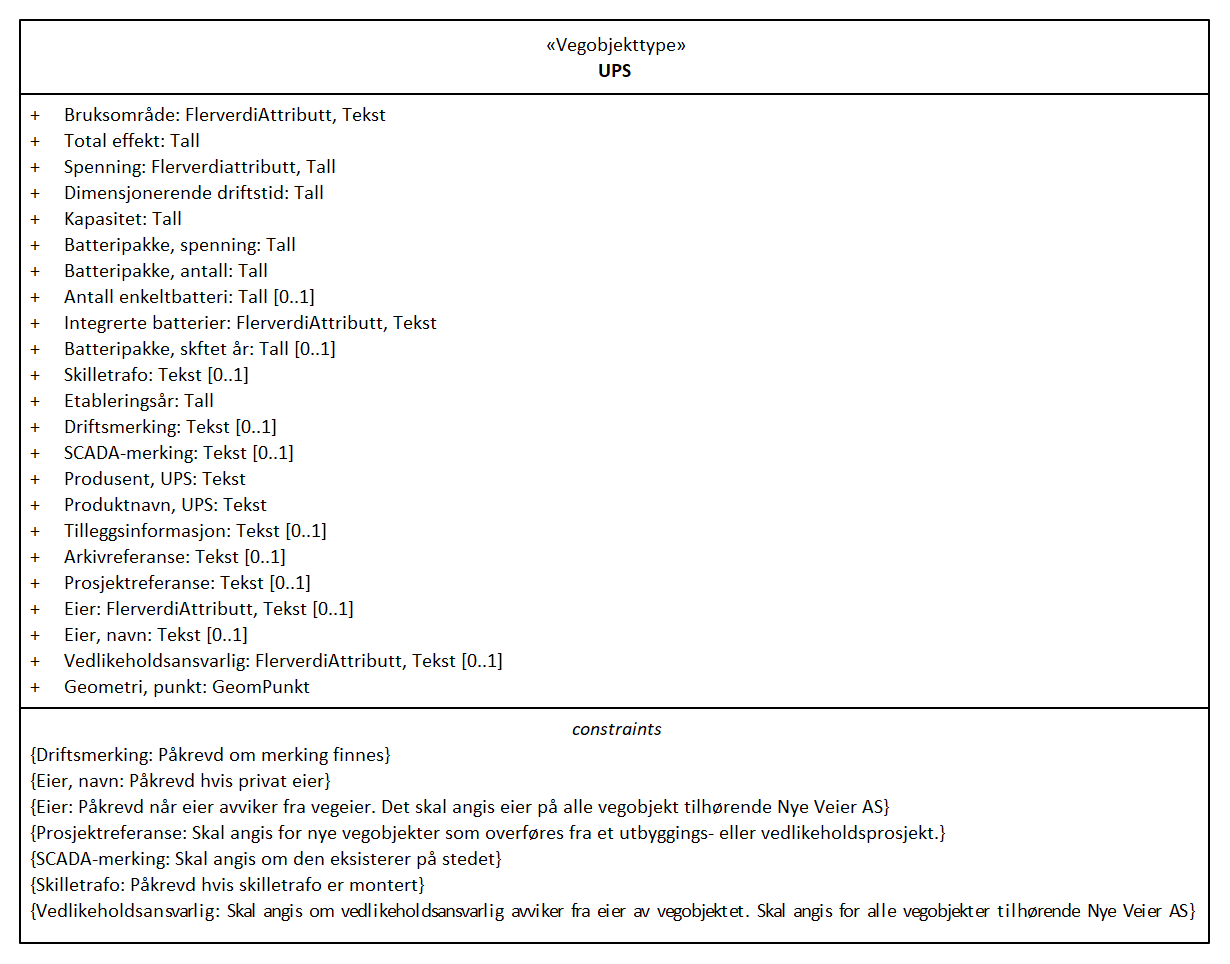 «Vegobjekttype»
UPS
+ Bruksområde: FlerverdiAttributt, Tekst
+ Total effekt: Tall
+ Spenning: Flerverdiattributt, Tall
+ Dimensjonerende driftstid: Tall
+ Kapasitet: Tall
+ Batteripakke, spenning: Tall
+ Batteripakke, antall: Tall
+ Antall enkeltbatteri: Tall [0..1]
+ Integrerte batterier: FlerverdiAttributt, Tekst
+ Batteripakke, skftet år: Tall [0..1]
+ Skilletrafo: Tekst [0..1]
+ Etableringsår: Tall
+ Driftsmerking: Tekst [0..1]
+ SCADA-merking: Tekst [0..1]
+ Produsent, UPS: Tekst
+ Produktnavn, UPS: Tekst
+ Tilleggsinformasjon: Tekst [0..1]
+ Arkivreferanse: Tekst [0..1]
+ Prosjektreferanse: Tekst [0..1]
+ Eier: FlerverdiAttributt, Tekst [0..1]
+ Eier, navn: Tekst [0..1]
+ Vedlikeholdsansvarlig: FlerverdiAttributt, Tekst [0..1]
+ Geometri, punkt: GeomPunkt
constraints
{Driftsmerking: Påkrevd om merking finnes}
{Eier, navn: Påkrevd hvis privat eier}
{Eier: Påkrevd når eier avviker fra vegeier. Det skal angis eier på alle vegobjekt tilhørende Nye Veier AS}
{Prosjektreferanse: Skal angis for nye vegobjekter som overføres fra et utbyggings- eller vedlikeholdsprosjekt.}
{SCADA-merking: Skal angis om den eksisterer på stedet}
{Skilletrafo: Påkrevd hvis skilletrafo er montert}
{Vedlikeholdsansvarlig: Skal angis om vedlikeholdsansvarlig avviker fra eier av vegobjektet. Skal angis for alle vegobjekter tilhørende Nye Veier AS}